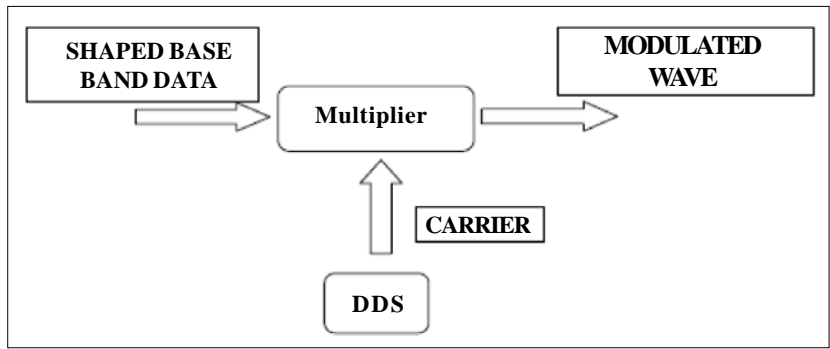 SHAPED BASE
BAND DATA
MODULATED
WAVE
Multiplier
CARRIER
DDS